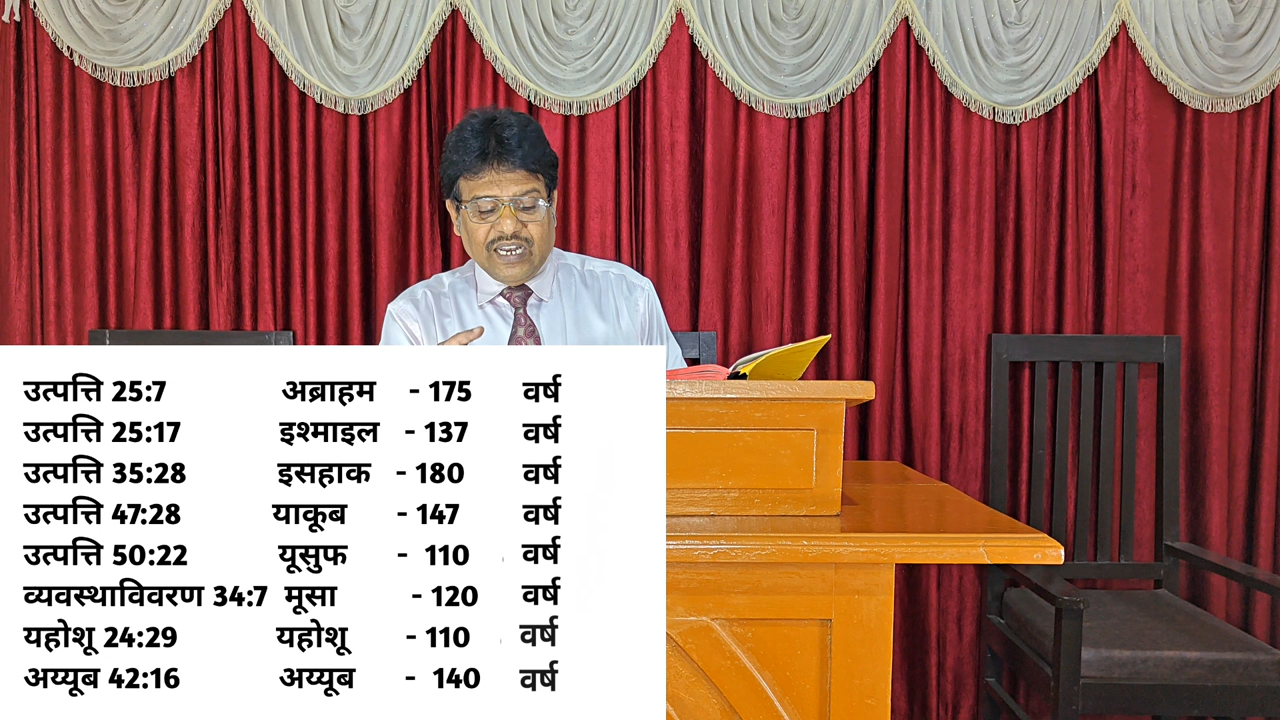 उत्पत्ति 25:7 अब्राहम - 175 वर्ष
उत्पत्ति 25:17 इश्माइल - 137 वर्ष
उत्पत्ति 35:28 इसहाक - 180 वर्ष
उत्पत्ति 47:28 याकूब - 147 वर्ष
उत्पत्ति 50:22 यूसुफ - 110 वर्ष
व्यवस्थाविवरण 34:7 मूसा - 120 वर्ष
यहोशू 24:29 यहोशू - 110 वर्ष
अय्यूब 42:16 अय्यूब - 140 वर्ष